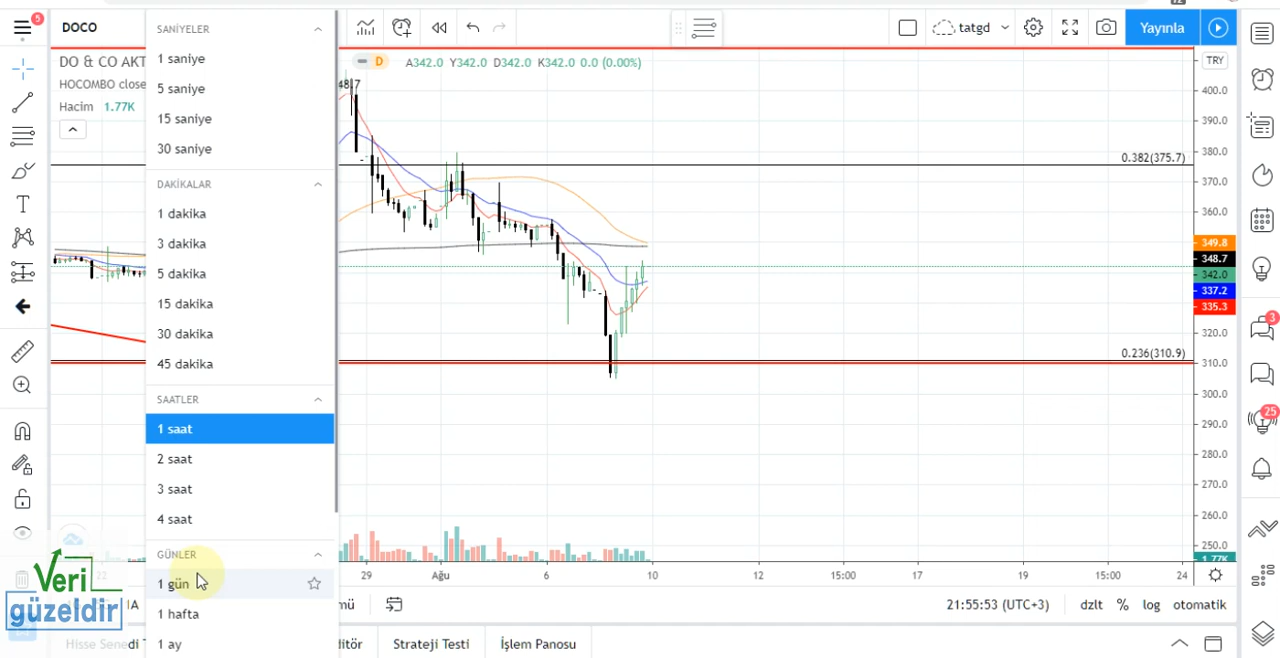 5
DOCO
tatgd
Yayınla
DO & CO AKT
D
A342.0 Y342.0 D342.0 K342.0 0.0 (0.00%)
TRY
HOCOMBO close
Hacim 1.77K
SANİYELER
1 saniye
5 saniye
15 saniye
30 saniye
DAKİKALAR
1 dakika
3 dakika
5 dakika
15 dakika
30 dakika
45 dakika
SAATLER
1 saat
2 saat
3 saat
4 saat
GÜNLER
1 gün
1 hafta
1 ay
48.7
0.382(375.7)
0.236(310.9)
400.0
390.0
380.0
370.0
360.0
349.8
348.7
342.0
337.2
335.3
320.0
310.0
300.0
290.0
280.0
270.0
260.0
250.0
1.77K
3
25
22
29
Ağu
6
10
12
15:00
17
19
15:00
24
21:55:53 (UTC+3)
dzlt
%
log
otomatik
Strateji Testi
İşlem Panosu
Veri
güzeldir